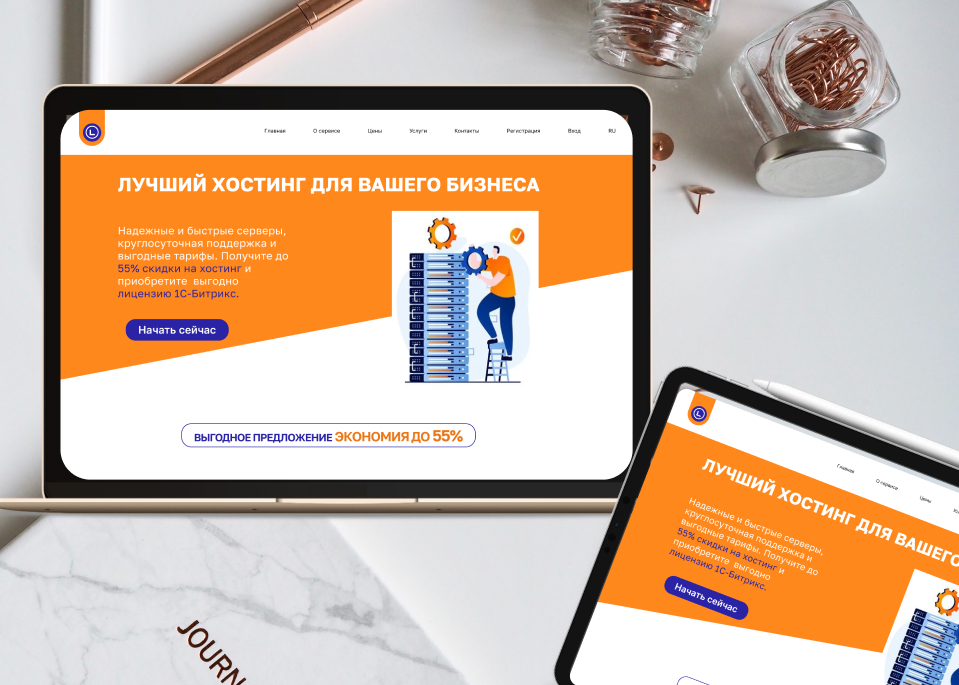 Главная О сервисе Цены Услуги Контакты Регистрация Вход RU
ЛУЧШИЙ ХОСТИНГ ДЛЯ ВАШЕГО БИЗНЕСА
Надежные и быстрые серверы,
круглосуточная поддержка и
выгодные тарифы. Получите до
55% скидки на хостинг и
приобретите выгодно
лицензию 1С-Битрикс.
Начать сейчас
ВЫГОДНОЕ ПРЕДЛОЖЕНИЕ ЭКОНОМИЯ ДО 55%
Главная О сервисе Цены
ЛУЧШИЙ ХОСТИНГ ДЛЯ ВАШЕГО
Надежные и быстрые серверы,
круглосуточная поддержка и
выгодные тарифы. Получите до
55% скидки на хостинг и
приобретите выгодно
лицензию 1С-Битрикс.
Начать сейчас
JOURN